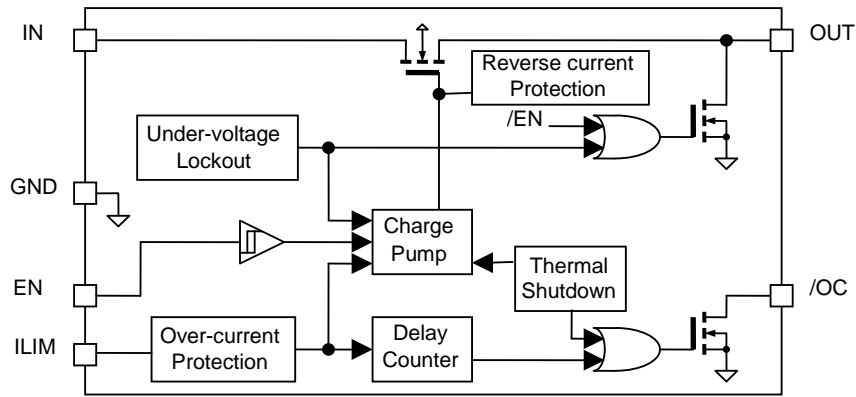 IN
OUT
Reverse current
Protection
/EN
Under-voltage
Lockout
GND
Charge
Pump
EN
Thermal
Shutdown
/OC
ILIM
Over-current
Protection
Delay
Counter